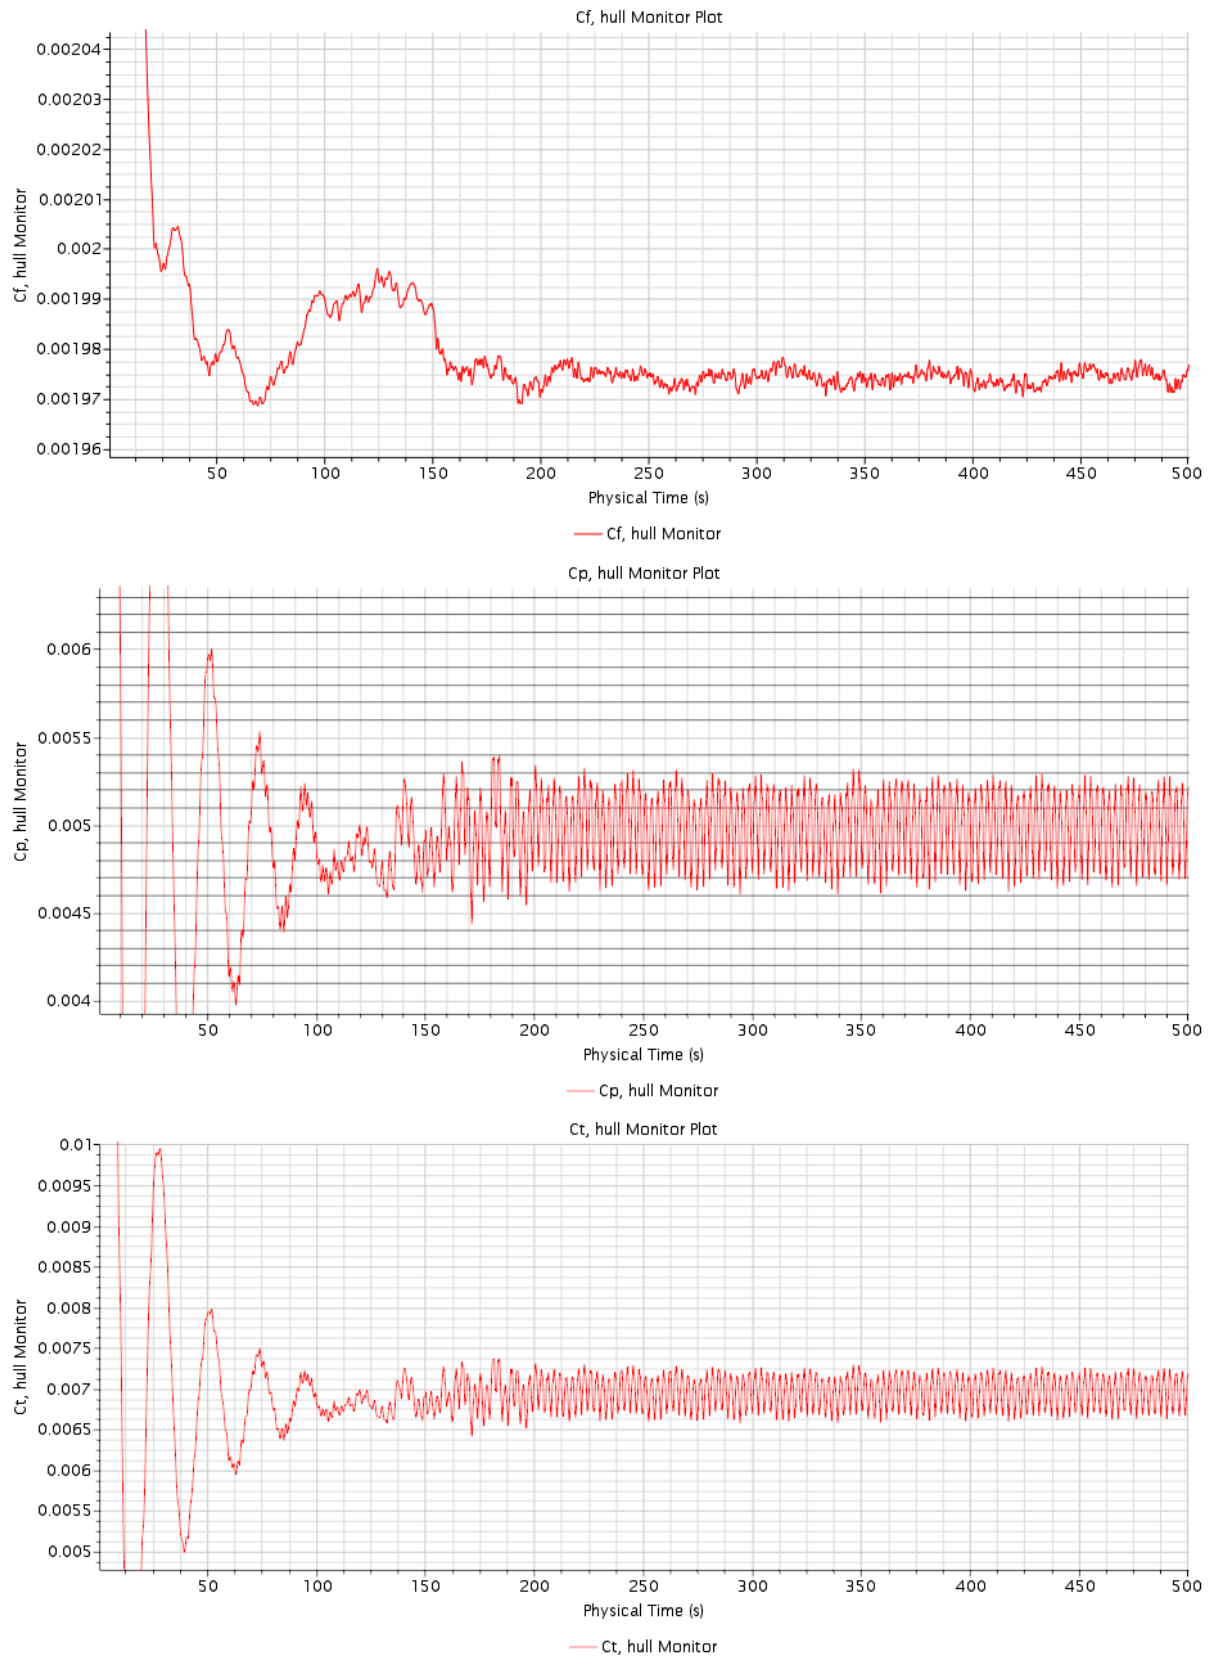 Cf, hull Monitor Plot
0.00204
0.00203
0.00202
0.00201
0.002
0.00199
0.00198
0.00197
0.00196
Cf, hull Monitor
50 100 150 200 250 300 350 400 450 500
Physical Time (s)
Cf, hull Monitor
Cp, hull Monitor Plot
0.006
0.0055
0.005
0.0045
0.004
Cp, hull Monitor
50 100 150 200 250 300 350 400 450 500
Physical Time (s)
Cp, hull Monitor
Ct, hull Monitor Plot
0.01
0.0095
0.009
0.0085
0.008
0.0075
0.007
0.0065
0.006
0.0055
0.005
Ct, hull Monitor
50 100 150 200 250 300 350 400 450 500
Physical Time (s)
Ct, hull Monitor